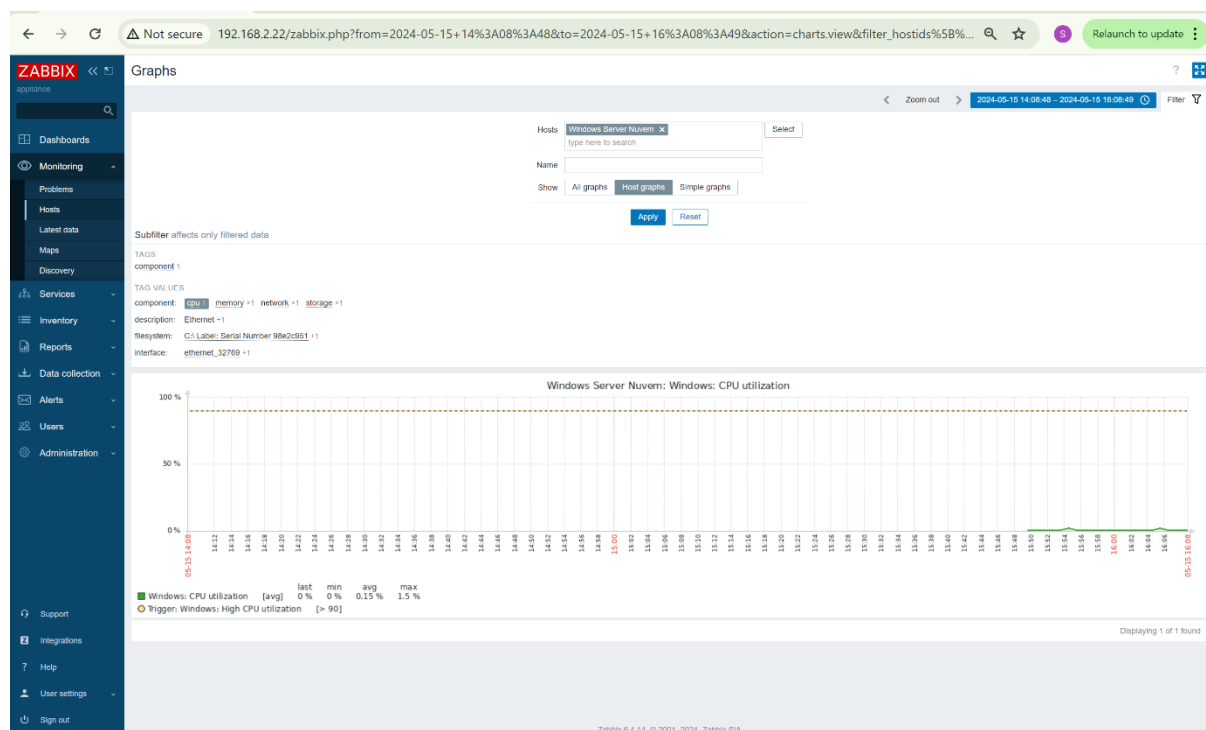 Not secure 192.168.2.22/zabbix.php?from=2024-05-15+14%3A08%3A48&to=2024-05-15+16%3A08%3A49&action=charts.view&filter_hostids%5B%... S Relaunch to update
ZABBIX
appliance
Dashboards
Monitoring
Problems
Hosts
Latest data
Maps
Discovery
Services
Inventory
Reports
Data collection
Alerts
Users
Administration
Support
Integrations
Help
User settings
Sign out
Graphs ?
Zoom out 2024-05-15 14:08:48 – 2024-05-15 16:08:49 Filter
Hosts Windows Server Nuvem Select
type here to search
Name
Show All graphs Host graphs Simple graphs
Apply Reset
Subfilter affects only filtered data
TAGS
component 1
TAG VALUES
component: cpu 1 memory +1 network +1 storage +1
description: Ethernet +1
filesystem: C:\ Label: Serial Number 98e2c951 +1
interface: ethernet_32769 +1
Windows Server Nuvem: Windows: CPU utilization
100 %
50 %
0 %
05-15 14:08 14:12 14:14 14:16 14:18 14:20 14:22 14:24 14:26 14:28 14:30 14:32 14:34 14:36 14:38 14:40 14:42 14:44 14:46 14:48 14:50 14:52 14:54 14:56 14:58 15:00 15:02 15:04 15:06 15:08 15:10 15:12 15:14 15:16 15:18 15:20 15:22 15:24 15:26 15:28 15:30 15:32 15:34 15:36 15:38 15:40 15:42 15:44 15:46 15:48 15:50 15:52 15:54 15:56 15:58 16:00 16:02 16:04 16:06 05-15 16:08
last min avg max
Windows: CPU utilization [avg] 0 % 0 % 0.15 % 1.5 %
Trigger: Windows: High CPU utilization [> 90]
Displaying 1 of 1 found
Zabbix 6.4.14. © 2001–2024, Zabbix SIA